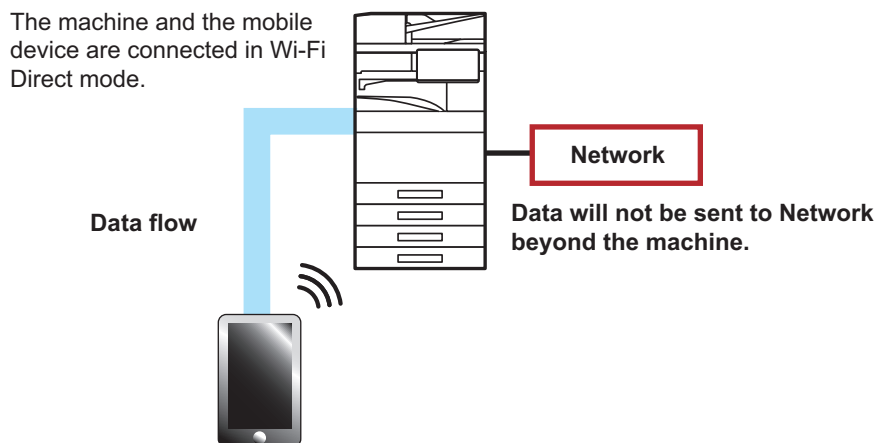 The machine and the mobile
device are connected in Wi-Fi
Direct mode.
Network
Data flow
Data will not be sent to Network
beyond the machine.